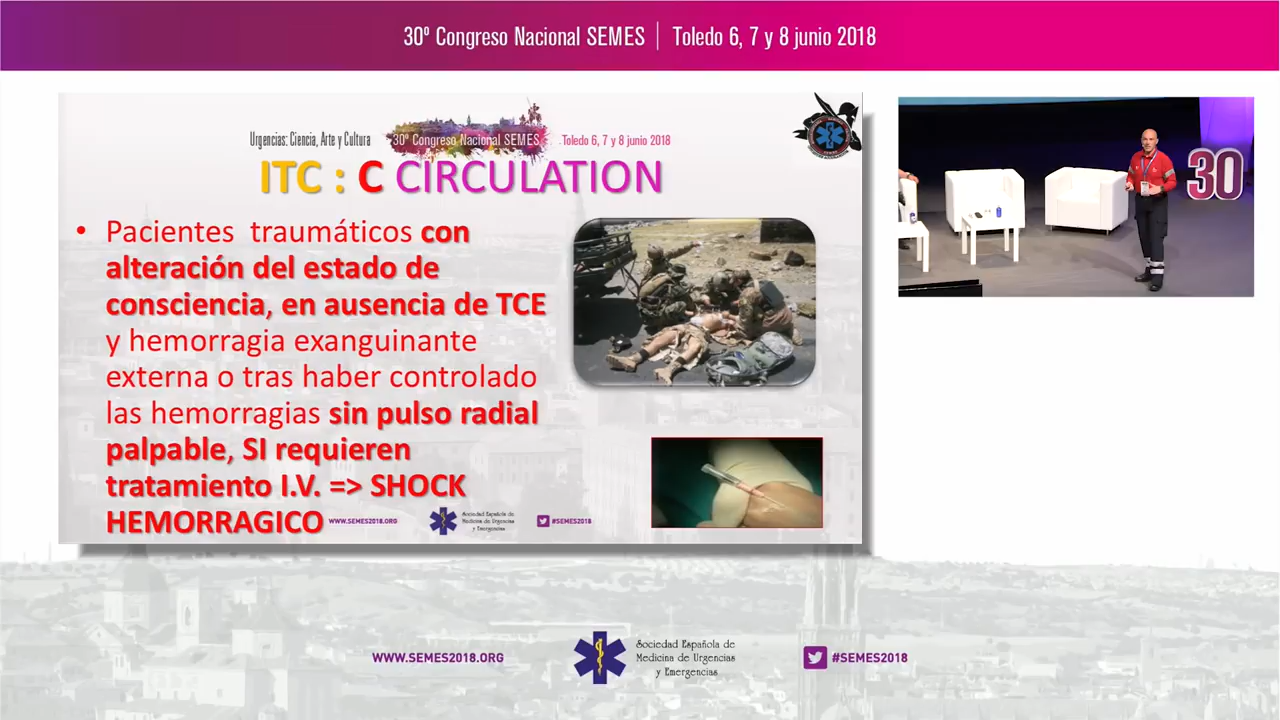 30º Congreso Nacional SEMES | Toledo 6, 7 y 8 junio 2018
Urgencias: Ciencia, Arte y Cultura
30º Congreso Nacional SEMES
Toledo 6, 7 y 8 junio 2018
ITC : C CIRCULATION
• Pacientes traumáticos con
alteración del estado de
consciencia, en ausencia de TCE
y hemorragia exanguinante
externa o tras haber controlado
las hemorragias sin pulso radial
palpable, SI requieren
tratamiento I.V. => SHOCK
HEMORRAGICO
WWW.SEMES2018.ORG
Sociedad Española de
Medicina de Urgencias
y Emergencias
#SEMES2018
30
WWW.SEMES2018.ORG
Sociedad Española de
Medicina de Urgencias
y Emergencias
#SEMES2018